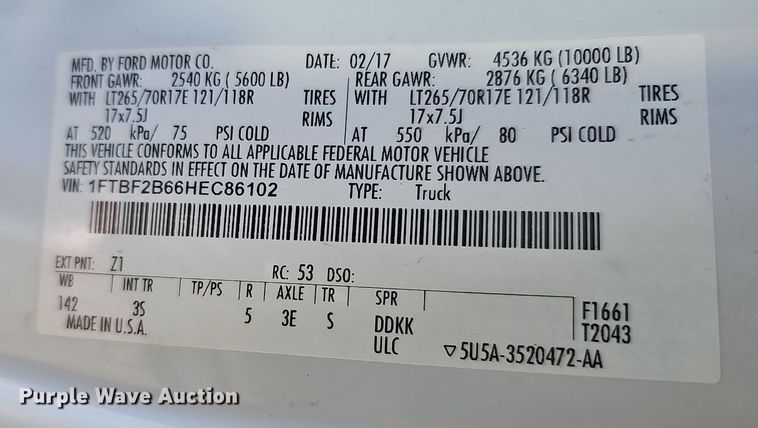 MFD. BY FORD MOTOR CO. DATE: 02/17 GVWR: 4536 KG (10000 LB)
FRONT GAWR: 2540 KG ( 5600 LB) REAR GAWR: 2876 KG ( 6340 LB)
WITH LT265/70R17E 121/118R TIRES WITH LT265/70R17E 121/118R TIRES
17x7.5J RIMS 17x7.5J RIMS
AT 520 kPa/ 75 PSI COLD AT 550 kPa/ 80 PSI COLD
THIS VEHICLE CONFORMS TO ALL APPLICABLE FEDERAL MOTOR VEHICLE
SAFETY STANDARDS IN EFFECT ON THE DATE OF MANUFACTURE SHOWN ABOVE.
VIN: 1FTBF2B66HEC86102 TYPE: Truck
EXT PNT: Z1 RC: 53 DSO:
WB INT TR TP/PS R AXLE TR SPR
142 3S 5 3E S DDKK F1661
MADE IN U.S.A. ULC T2043
▽5U5A-3520472-AA
Purple Wave Auction